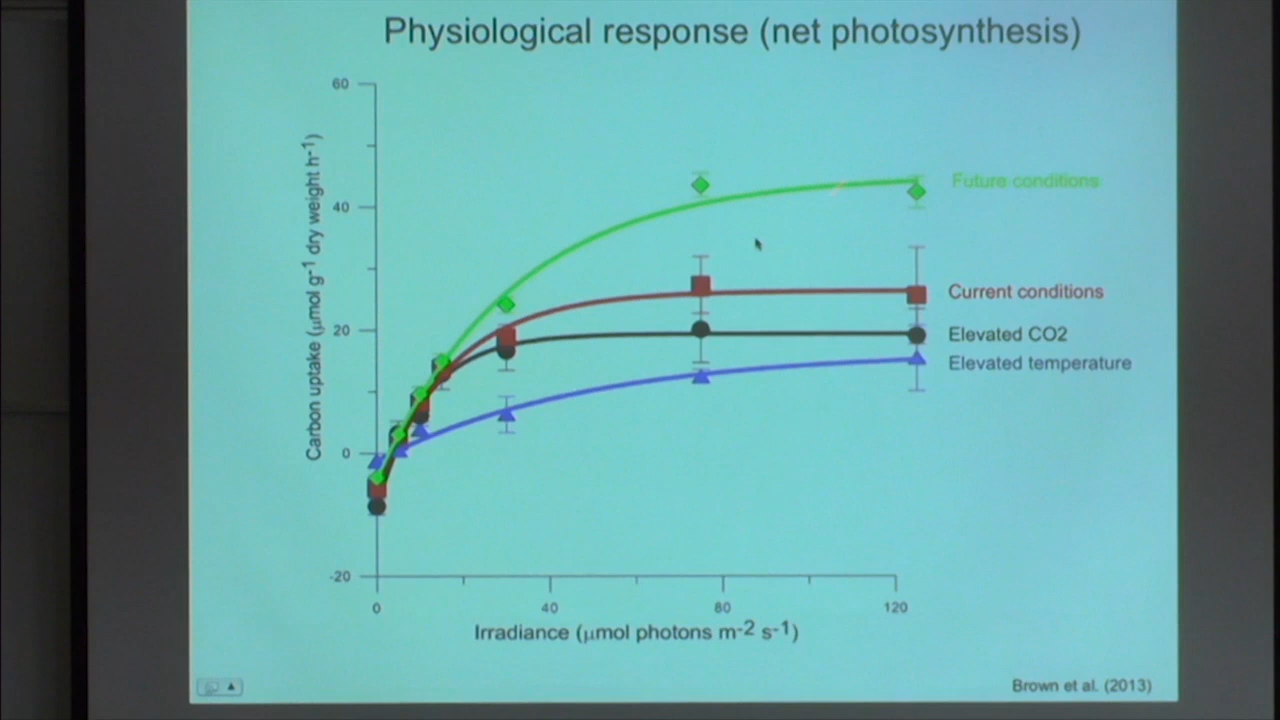 Physiological response (net photosynthesis)
60
40
20
0
-20
Carbon uptake (μmol g-1 dry weight h-1)
Future conditions
Current conditions
Elevated CO2
Elevated temperature
0 40 80 120
Irradiance (μmol photons m-2 s-1)
Brown et al. (2013)